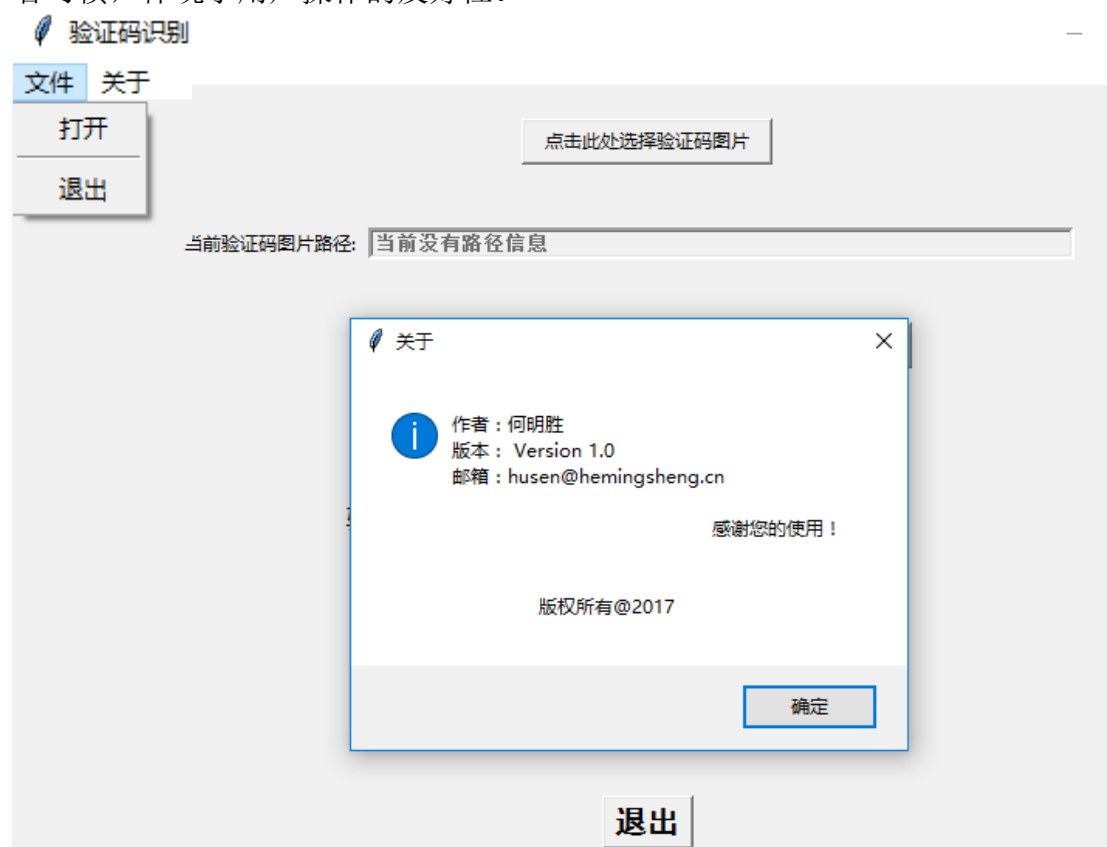 验证码识别
文件 关于
打开
退出
点击此处选择验证码图片
当前验证码图片路径: 当前没有路径信息
关于
作者：何明胜
版本： Version 1.0
邮箱：husen@hemingsheng.cn
感谢您的使用！
版权所有@2017
确定
退出